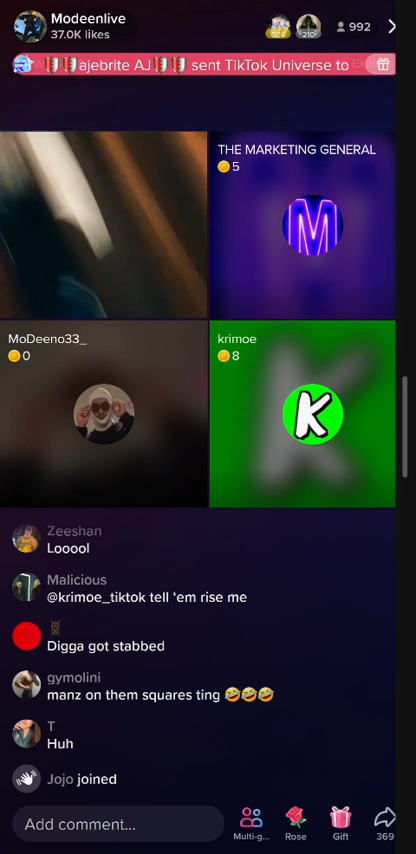 Modeenlive
37.0K likes
524
210
992
ajebrite AJ sent TikTok Universe to
THE MARKETING GENERAL
5
M
MoDeeno33_
0
krimoe
8
K
Zeeshan
Looool
Malicious
@krimoe_tiktok tell ‘em rise me
Digga got stabbed
gymolini
manz on them squares ting 🤣🤣🤣
T
Huh
Jojo joined
Add comment...
Multi-g...
Rose
Gift
369